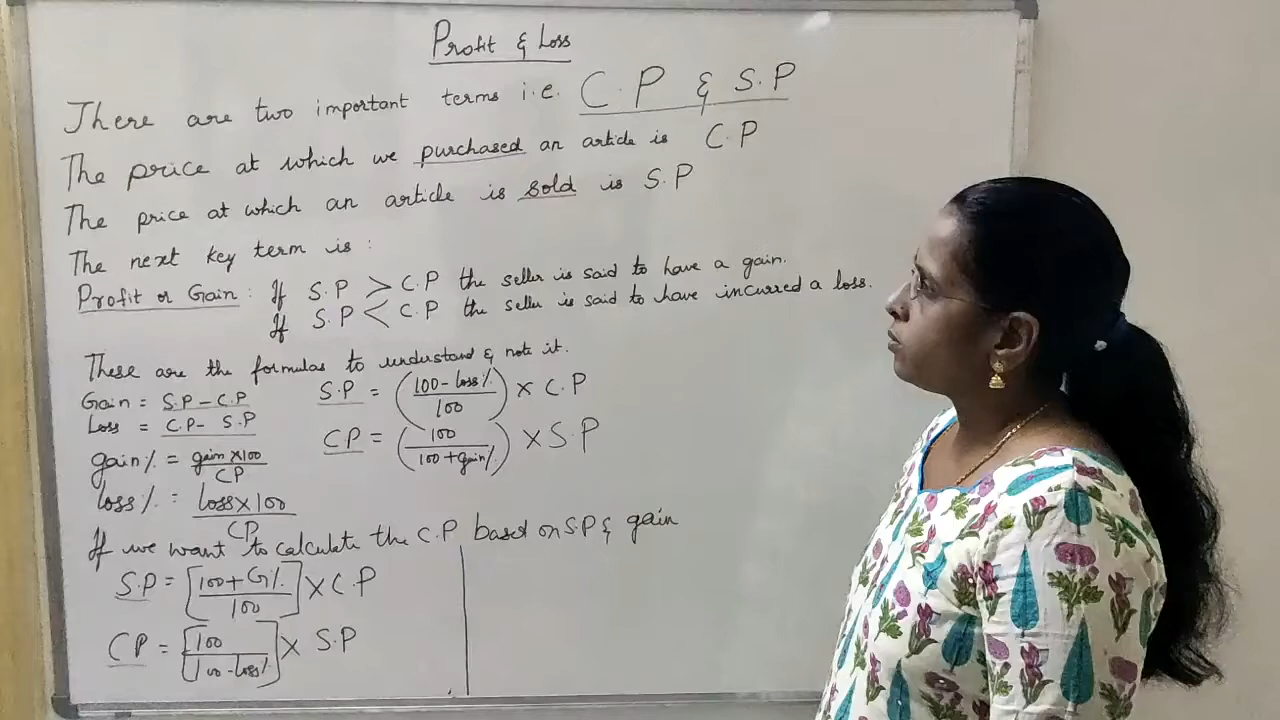 Profit & Loss
There are two important terms i.e. C.P & S.P
The price at which we purchased an article is C.P
The price at which an article is sold is S.P
The next key term is :
Profit or Gain : If S.P > C.P the seller is said to have a gain.
If S.P < C.P the seller is said to have incurred a loss.
These are the formulas to understand & note it.
Gain = S.P - C.P
Loss = C.P - S.P
gain% = gain×100/CP
loss% = Loss×100/CP
S.P = (100 - loss%/100) × C.P
CP = (100/100 + gain%) × S.P
If we want to calculate the C.P based on S.P & gain
S.P = [100 + G%/100] × C.P
CP = [100/100 - loss%] × S.P